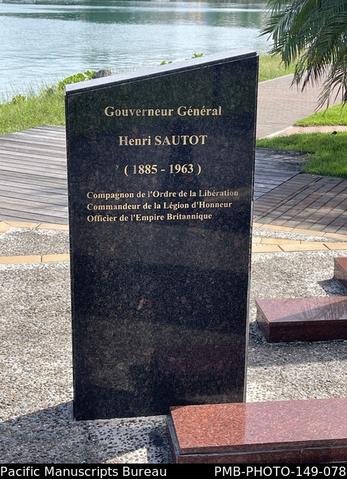 Gouverneur Général
Henri SAUTOT
( 1885 - 1963 )
Compagnon de l'Ordre de la Libération
Commandeur de la Légion d'Honneur
Officier de l'Empire Britannique
Pacific Manuscripts Bureau PMB-PHOTO-149-078